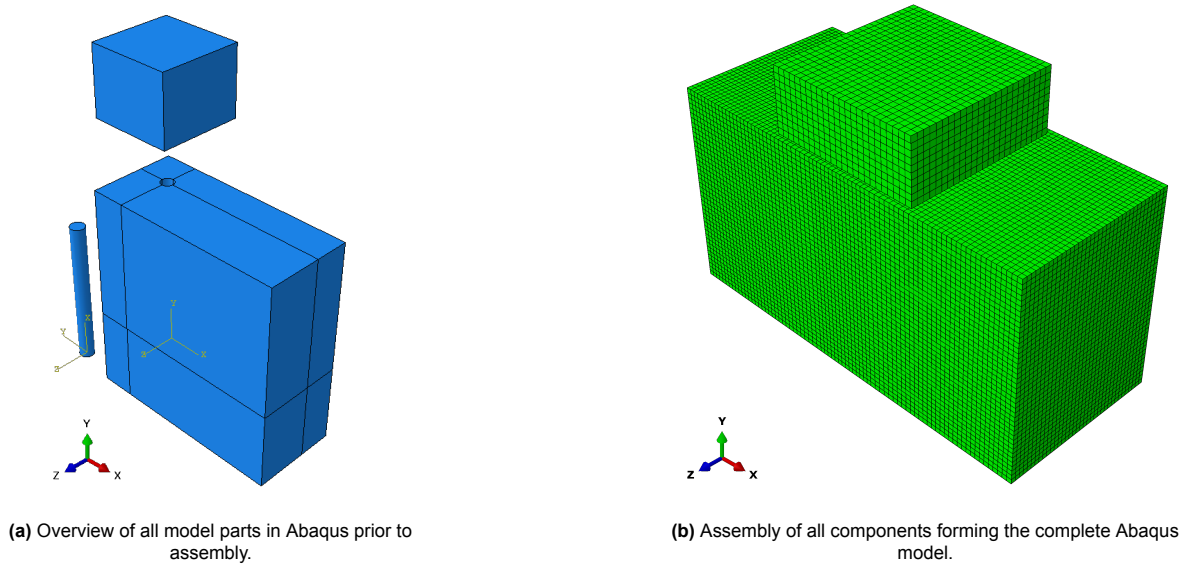 Y
X
Z
Y
Z
X
Y
Z
X
Y
Z
X
(a) Overview of all model parts in Abaqus prior to
assembly.
(b) Assembly of all components forming the complete Abaqus
model.